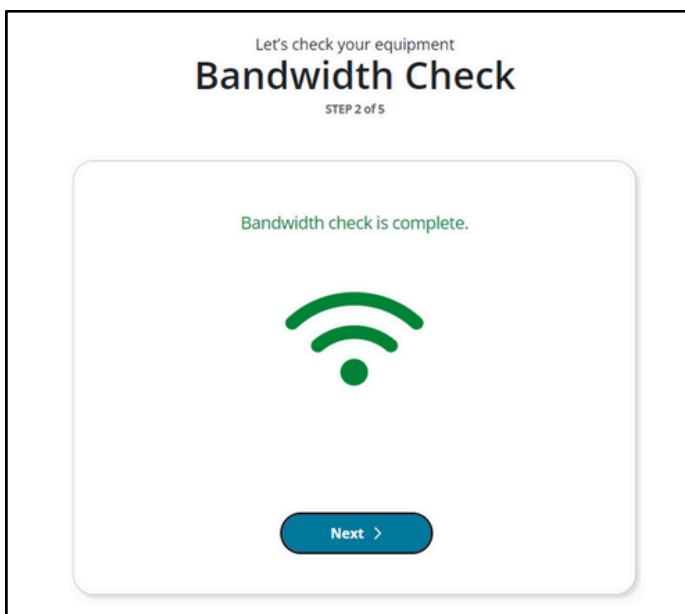 Let's check your equipment
Bandwidth Check
STEP 2 of 5
Bandwidth check is complete.
Next